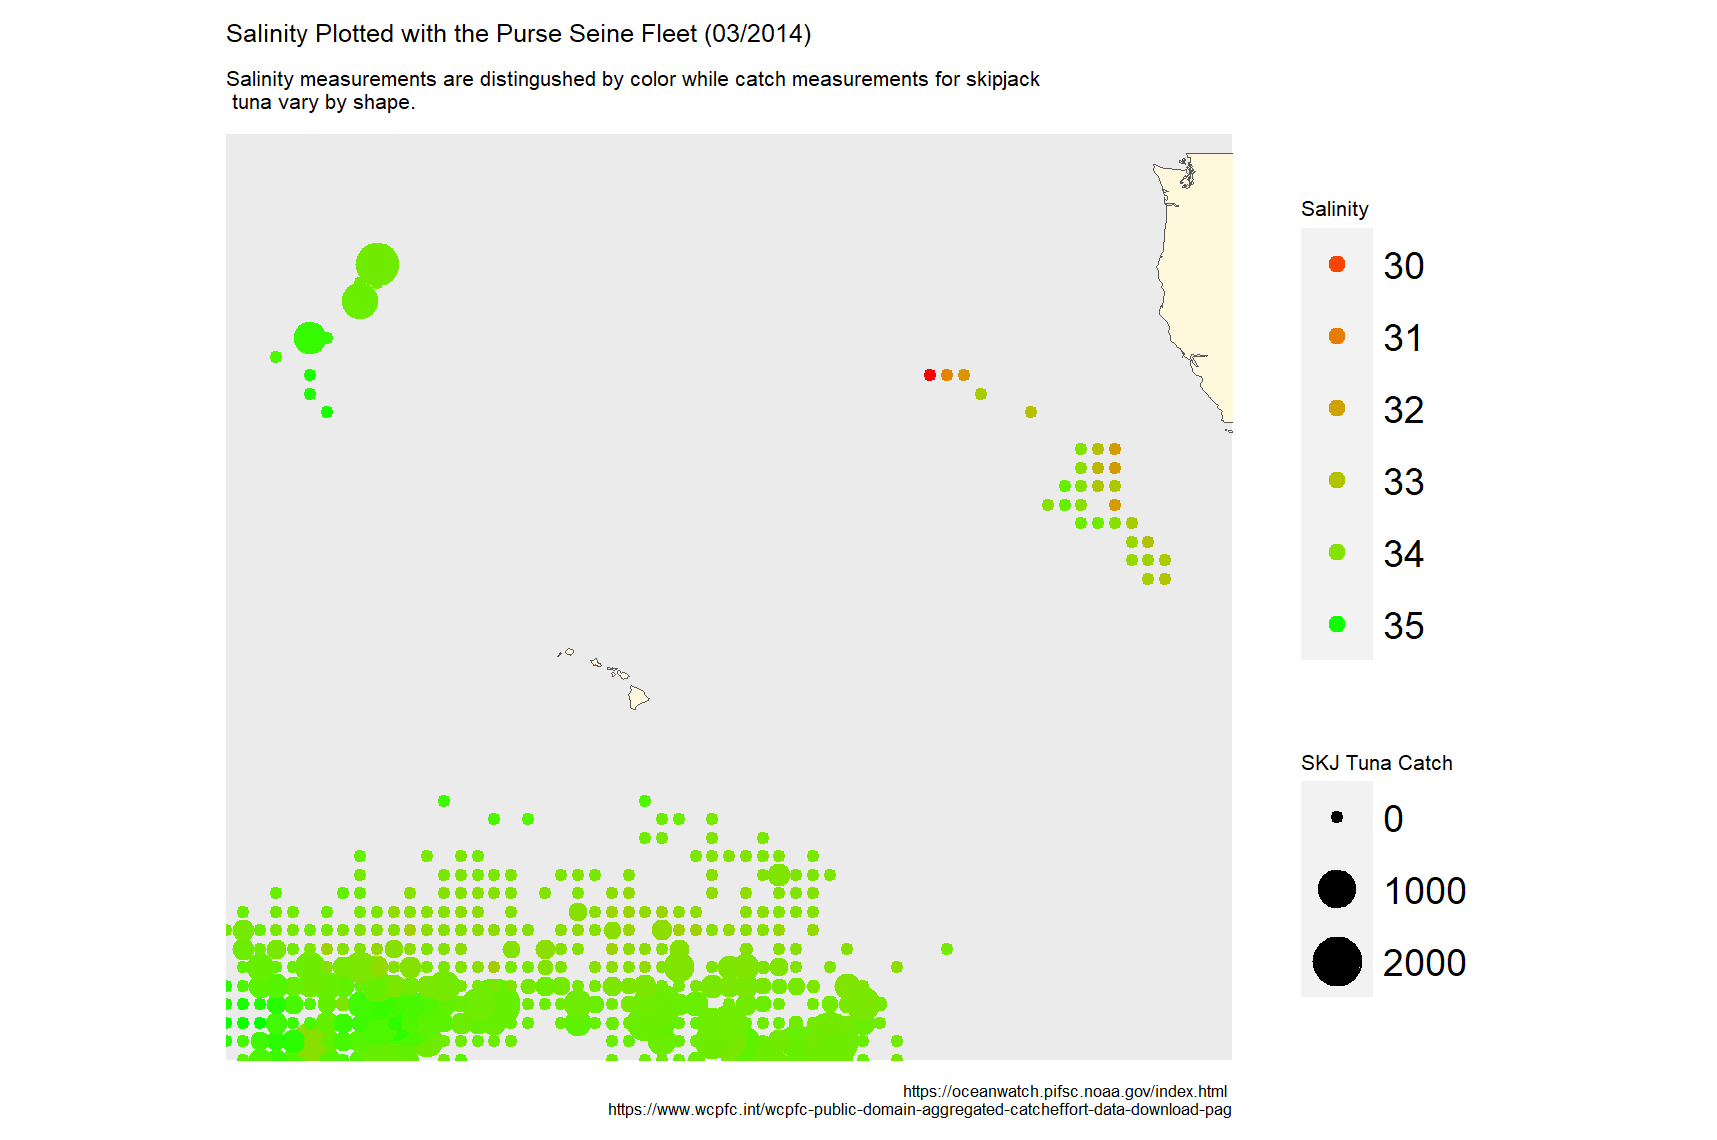 Salinity Plotted with the Purse Seine Fleet (03/2014)
Salinity measurements are distingushed by color while catch measurements for skipjack
tuna vary by shape.
Salinity
30
31
32
33
34
35
SKJ Tuna Catch
0
1000
2000
https://oceanwatch.pifsc.noaa.gov/index.html
https://www.wcpfc.int/wcpfc-public-domain-aggregated-catcheffort-data-download-pag